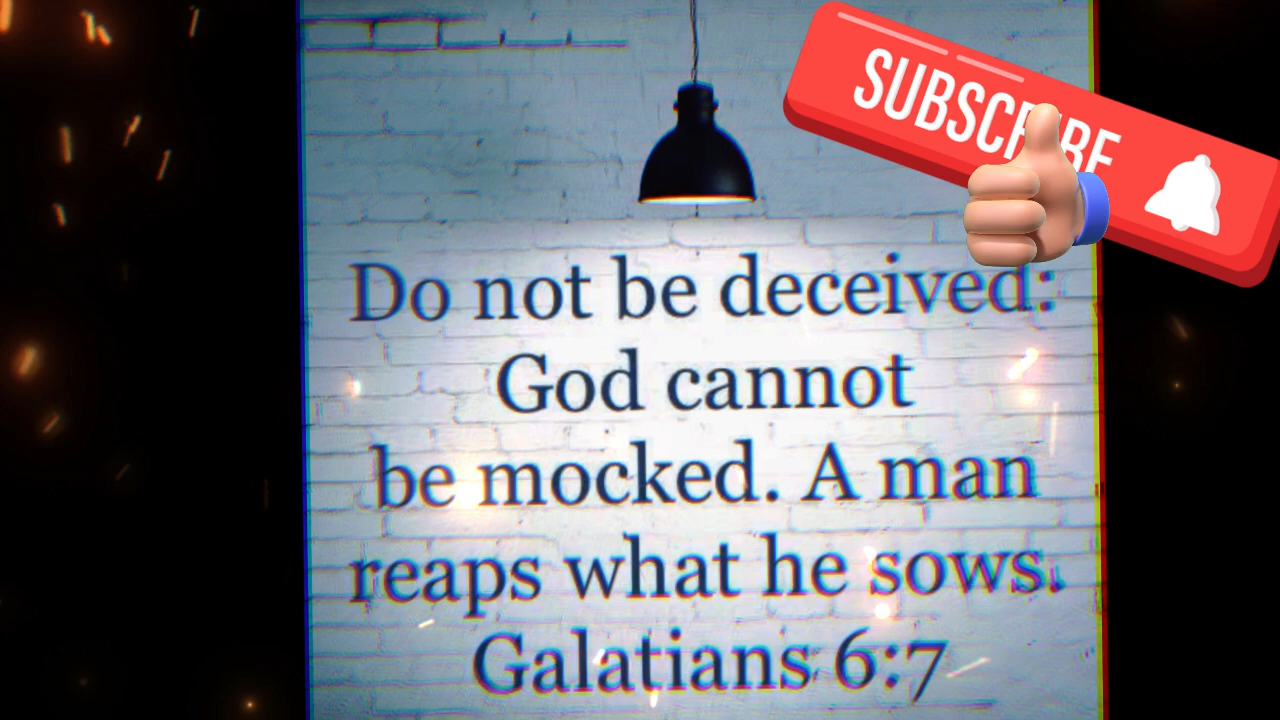 SUBSCRIBE
Do not be deceived:
God cannot
be mocked. A man
reaps what he sows.
Galatians 6:7